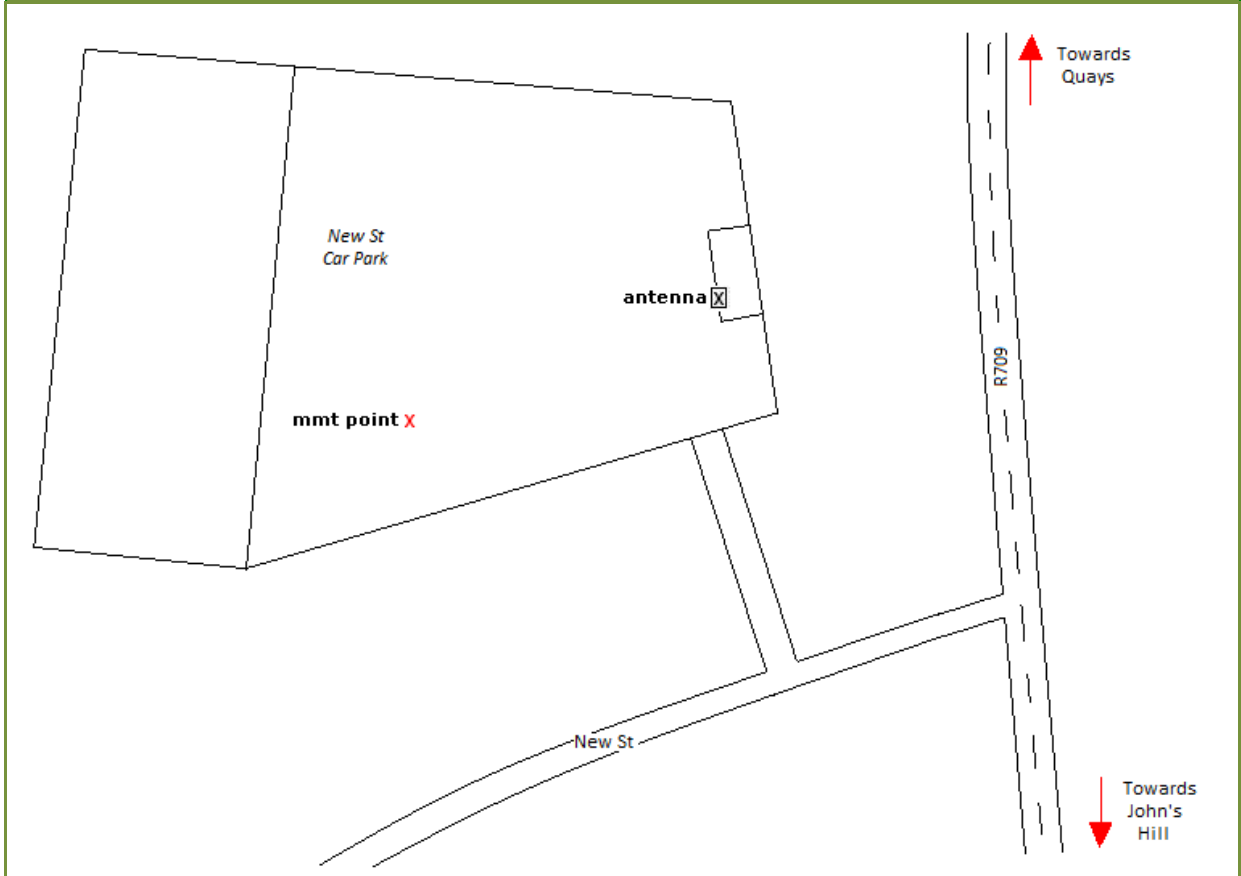 Towards
Quays
New St
Car Park
antenna X
R709
mmt point X
New St
Towards
John's
Hill